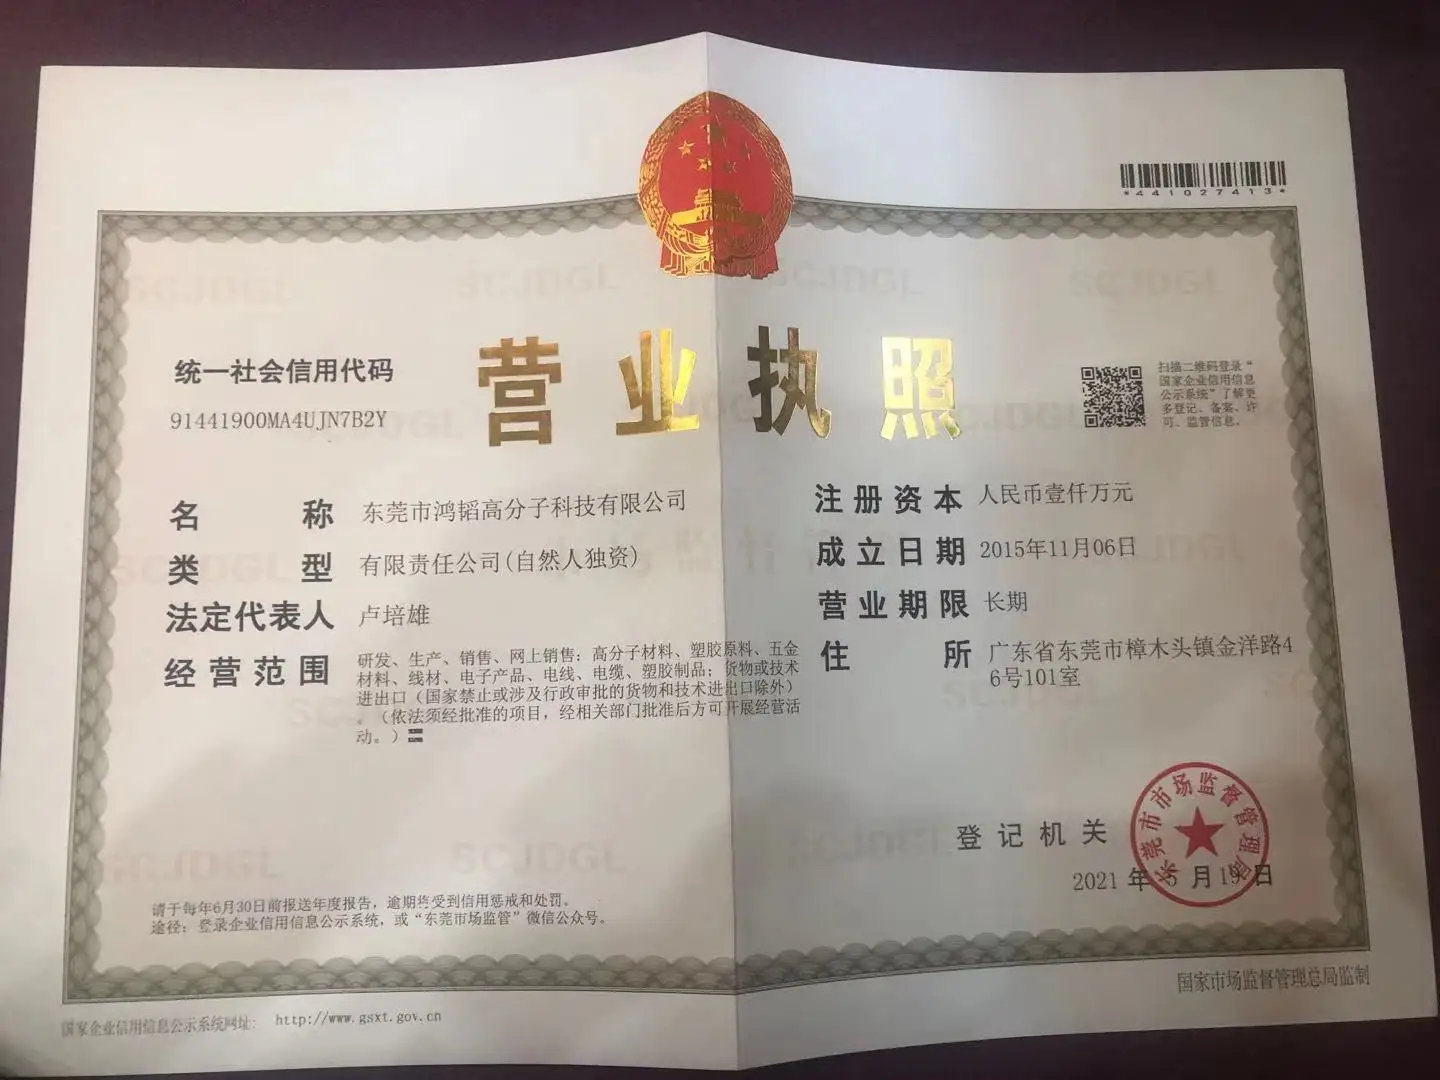 *441027413*
营业执照
统一社会信用代码
91441900MA4UJN7B2Y
扫描二维码登录“
国家企业信用信息
公示系统”了解更
多登记、备案、许
可、监管信息。
名称 东莞市鸿韬高分子科技有限公司
类型 有限责任公司(自然人独资)
法定代表人 卢培雄
经营范围 研发、生产、销售、网上销售：高分子材料、塑胶原料、五金
材料、线材、电子产品、电线、电缆、塑胶制品；货物或技术
进出口（国家禁止或涉及行政审批的货物和技术进出口除外）
。（依法须经批准的项目，经相关部门批准后方可开展经营活
动。）
注册资本 人民币壹仟万元
成立日期 2015年11月06日
营业期限 长期
住所 广东省东莞市樟木头镇金洋路4
6号101室
登记机关
东莞市市场监督管理局
2021 年 5 月 19 日
请于每年6月30日前报送年度报告，逾期将受到信用惩戒和处罚。
途径：登录企业信用信息公示系统，或“东莞市场监管”微信公众号。
国家企业信用信息公示系统网址： http://www.gsxt.gov.cn
国家市场监督管理总局监制